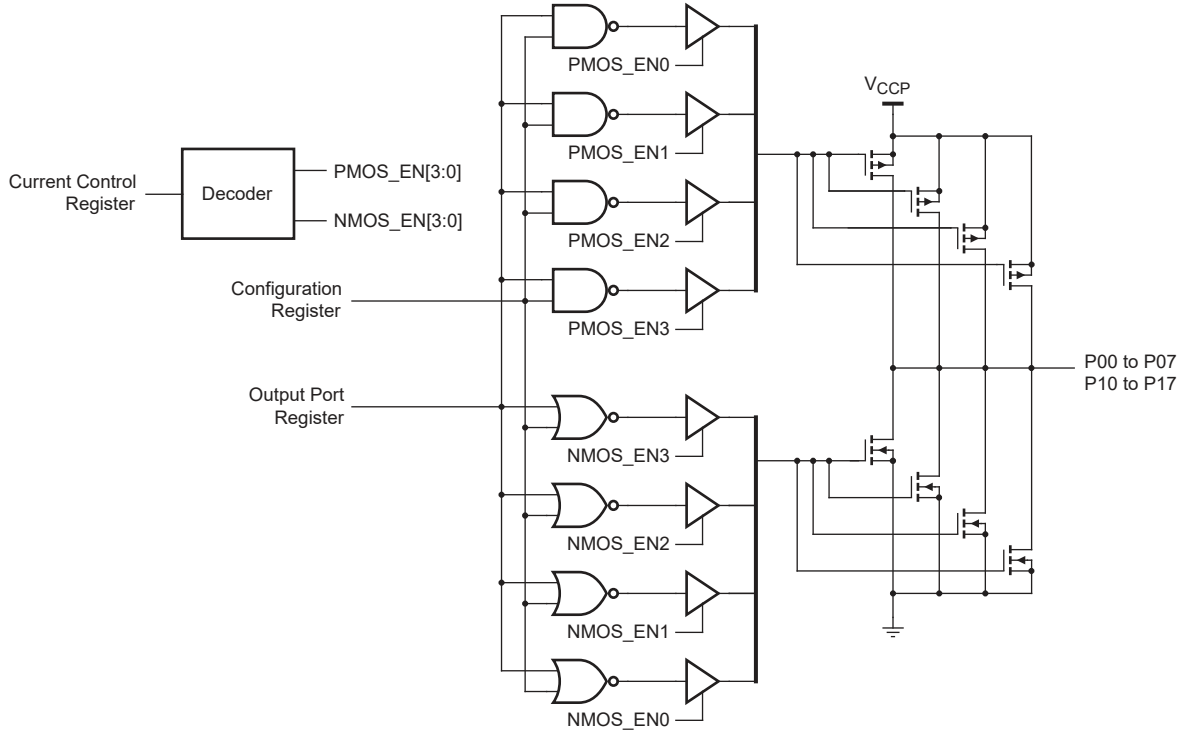 PMOS_EN0
V_CCP
PMOS_EN1
Current Control
Register
Decoder
PMOS_EN[3:0]
NMOS_EN[3:0]
PMOS_EN2
Configuration
Register
PMOS_EN3
P00 to P07
P10 to P17
Output Port
Register
NMOS_EN3
NMOS_EN2
NMOS_EN1
NMOS_EN0